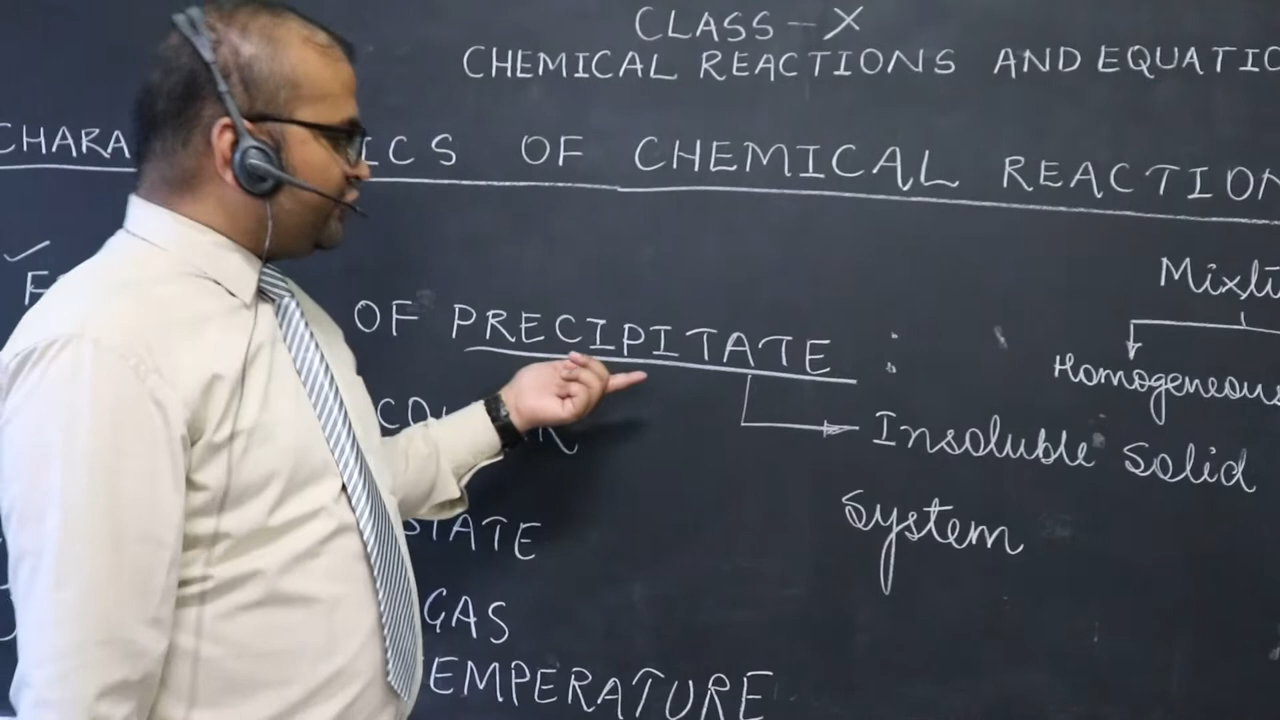 CLASS - X
CHEMICAL REACTIONS AND EQUATIO
CHARA ICS OF CHEMICAL REACTION
OF PRECIPITATE :
Mixtu
Homogeneous
Insoluble Solid
System
STATE
GAS
EMPERATURE